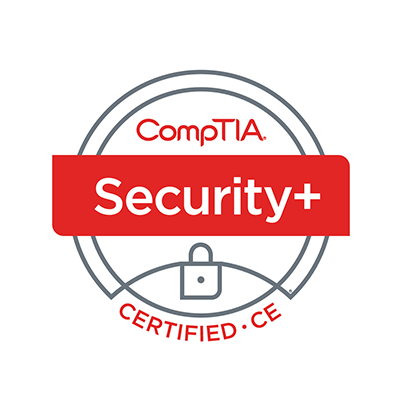 CompTIA®
Security+
CERTIFIED · CE